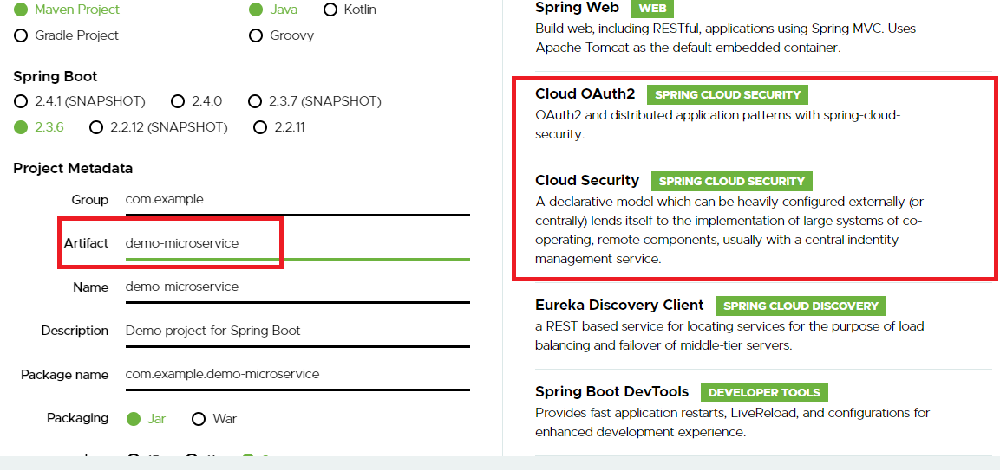 Maven Project
Java
Kotlin
Gradle Project
Groovy
Spring Boot
2.4.1 (SNAPSHOT)
2.4.0
2.3.7 (SNAPSHOT)
2.3.6
2.2.12 (SNAPSHOT)
2.2.11
Project Metadata
Group com.example
Artifact demo-microservice
Name demo-microservice
Description Demo project for Spring Boot
Package name com.example.demo-microservice
Packaging Jar War
Spring Web WEB
Build web, including RESTful, applications using Spring MVC. Uses
Apache Tomcat as the default embedded container.
Cloud OAuth2 SPRING CLOUD SECURITY
OAuth2 and distributed application patterns with spring-cloud-
security.
Cloud Security SPRING CLOUD SECURITY
A declarative model which can be heavily configured externally (or
centrally) lends itself to the implementation of large systems of co-
operating, remote components, usually with a central indentity
management service.
Eureka Discovery Client SPRING CLOUD DISCOVERY
a REST based service for locating services for the purpose of load
balancing and failover of middle-tier servers.
Spring Boot DevTools DEVELOPER TOOLS
Provides fast application restarts, LiveReload, and configurations for
enhanced development experience.